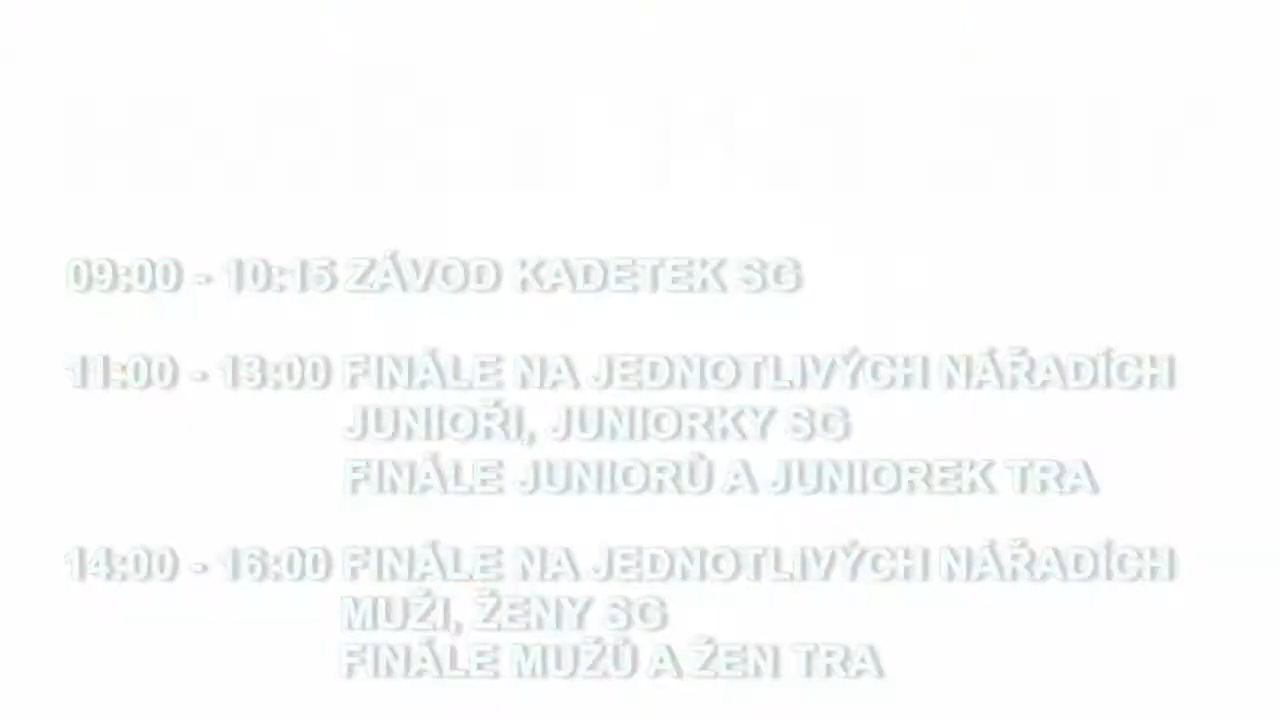 09:00 - 10:15 ZÁVOD KADETEK SG
11:00 - 13:00 FINÁLE NA JEDNOTLIVÝCH NÁŘADÍCH
JUNIOŘI, JUNIORKY SG
FINÁLE JUNIORŮ A JUNIOREK TRA
14:00 - 16:00 FINÁLE NA JEDNOTLIVÝCH NÁŘADÍCH
MUŽI, ŽENY SG
FINÁLE MUŽŮ A ŽEN TRA